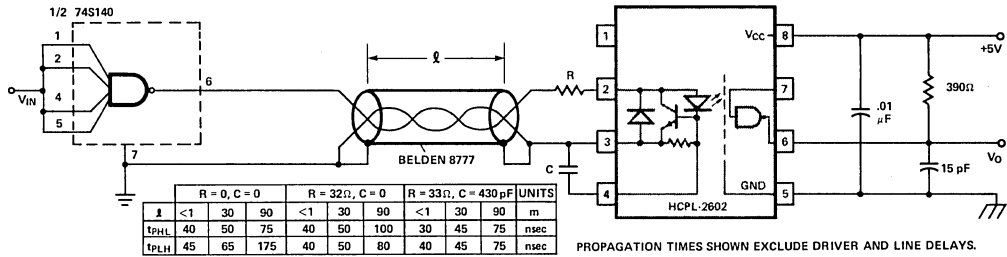 1/2 74S140
1
2
4
5
6
7
V_IN
ℓ
BELDEN 8777
R
C
1
2
3
4
V_CC
8
7
6
GND
5
HCPL-2602
.01
μF
390Ω
15 pF
+5V
V_O
R = 0, C = 0 R = 32Ω, C = 0 R = 33Ω, C = 430 pF UNITS
ℓ <1 30 90 <1 30 90 <1 30 90 m
t_PHL 40 50 75 40 50 100 30 45 75 nsec
t_PLH 45 65 175 40 50 80 40 45 75 nsec
PROPAGATION TIMES SHOWN EXCLUDE DRIVER AND LINE DELAYS.